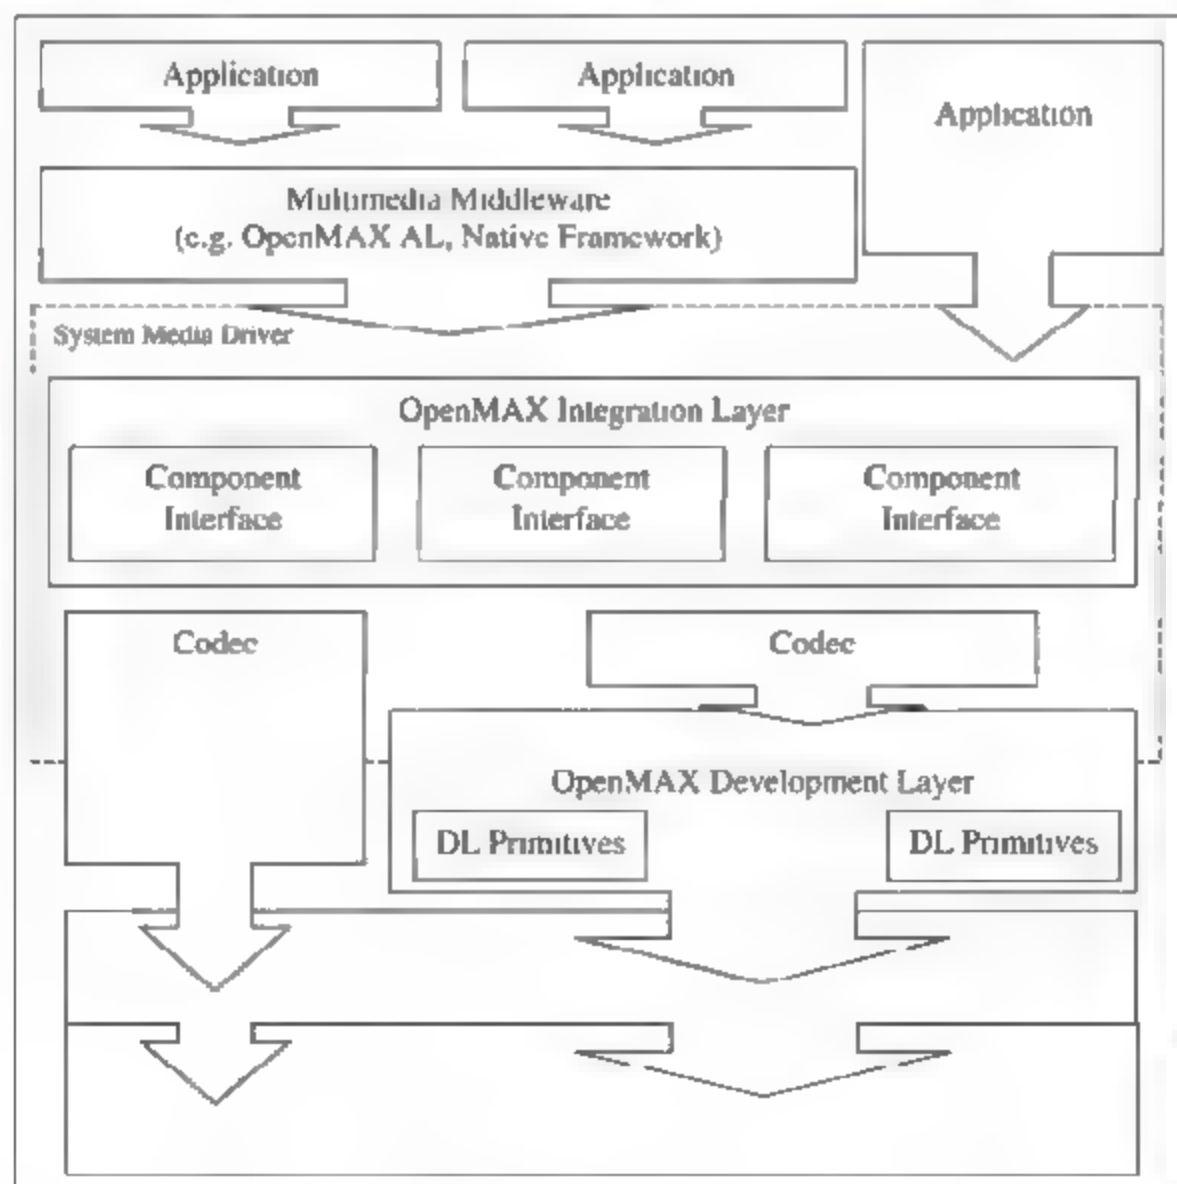 Application
Application
Application
Multimedia Middleware
(e.g. OpenMAX AL, Native Framework)
System Media Driver
OpenMAX Integration Layer
Component
Interface
Component
Interface
Component
Interface
Codec
Codec
OpenMAX Development Layer
DL Primitives
DL Primitives